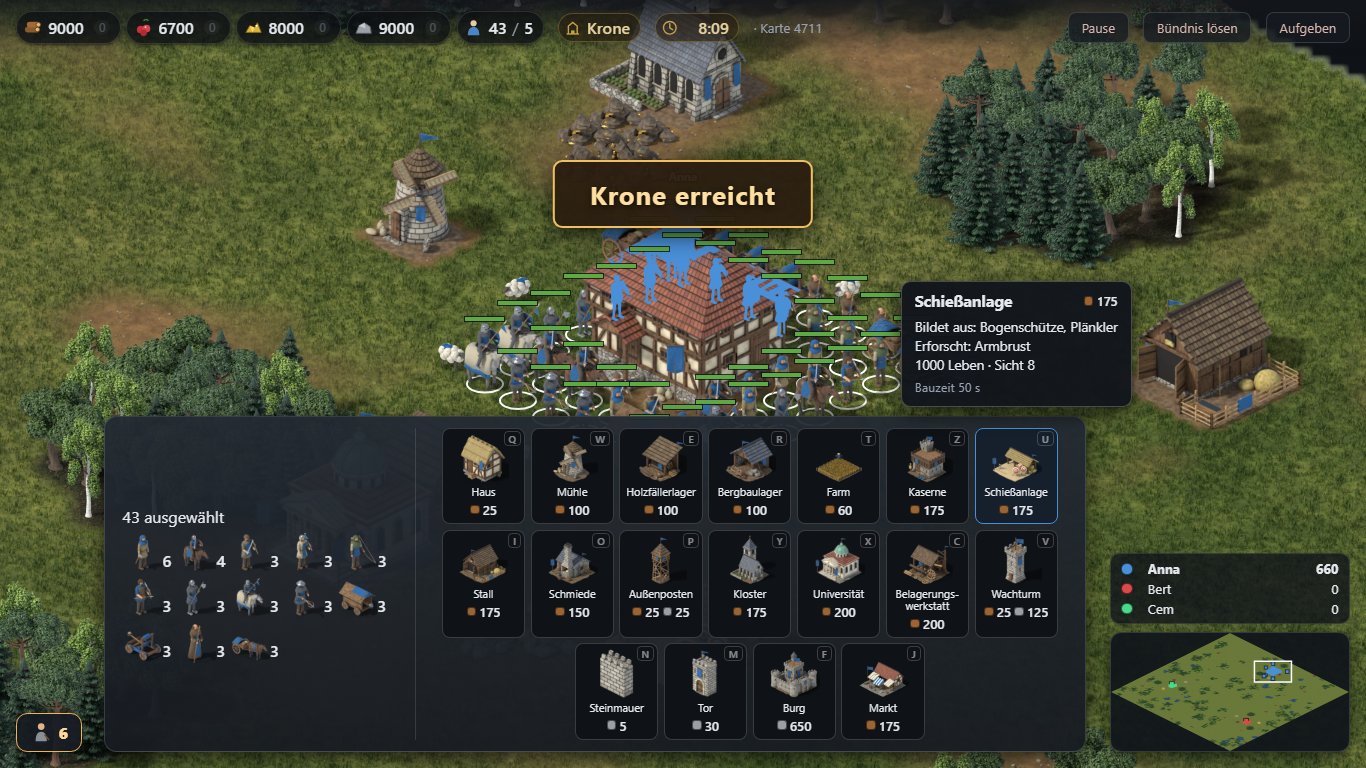 9000 0 6700 0 8000 0 9000 0 43 / 5 Krone 8:09 · Karte 4711 Pause Bündnis lösen Aufgeben
Krone erreicht
Schießanlage 175
Bildet aus: Bogenschütze, Plänkler
Erforscht: Armbrust
1000 Leben · Sicht 8
Bauzeit 50 s
43 ausgewählt
6 4 3 3 3
3 3 3 3 3
3 3 3
Q W E R T Z U
Haus Mühle Holzfällerlager Bergbaulager Farm Kaserne Schießanlage
25 100 100 100 60 175 175
I O P Y X C V
Stall Schmiede Außenposten Kloster Universität Belagerungs-
werkstatt Wachturm
175 150 25 25 175 200 200 25 125
N M F J
Steinmauer Tor Burg Markt
5 30 650 175
6
Anna 660
Bert 0
Cem 0